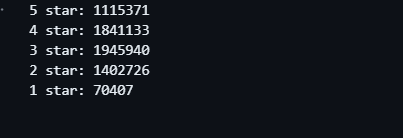 5 star: 1115371
4 star: 1841133
3 star: 1945940
2 star: 1402726
1 star: 70407